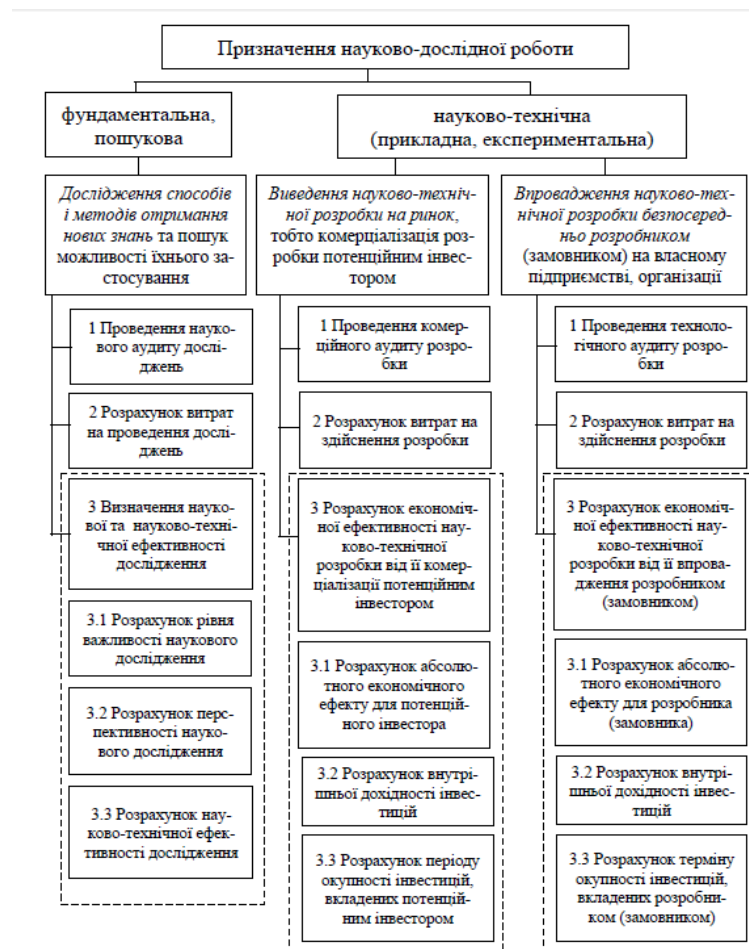 Призначення науково-дослідної роботи
фундаментальна,
пошукова
науково-технічна
(прикладна, експериментальна)
Дослідження способів
і методів отримання
нових знань та пошук
можливості їхнього за-
стосування
1 Проведення науко-
вого аудиту дослі-
джень
2 Розрахунок витрат
на проведення дослі-
джень
3 Визначення науко-
вої та науково-техні-
чної ефективності
дослідження
3.1 Розрахунок рівня
важливості наукового
дослідження
3.2 Розрахунок перс-
пективності науко-
вого дослідження
3.3 Розрахунок нау-
ково-технічної ефек-
тивності дослідження
Виведення науково-техніч-
ної розробки на ринок,
тобто комерціалізація роз-
робки потенційним інвес-
тором
1 Проведення комер-
ційного аудиту розро-
бки
2 Розрахунок витрат на
здійснення розробки
3 Розрахунок економіч-
ної ефективності нау-
ково-технічної
розробки від її комер-
ціалізації потенційним
інвестором
3.1 Розрахунок абсолю-
тного економічного
ефекту для потенцій-
ного інвестора
3.2 Розрахунок внутрі-
шньої дохідності інвес-
тицій
3.3 Розрахунок періоду
окупності інвестицій,
вкладених потенцій-
ним інвестором
Впровадження науково-тех-
нічної розробки безпосеред-
ньо розробником
(замовником) на власному
підприємстві, організації
1 Проведення техноло-
гічного аудиту розро-
бки
2 Розрахунок витрат на
здійснення розробки
3 Розрахунок економіч-
ної ефективності нау-
ково-технічної
розробки від її впрова-
дження розробником
(замовником)
3.1 Розрахунок абсолю-
тного економічного
ефекту для розробника
(замовника)
3.2 Розрахунок внутрі-
шньої дохідності інвес-
тицій
3.3 Розрахунок терміну
окупності інвестицій,
вкладених розробни-
ком (замовником)